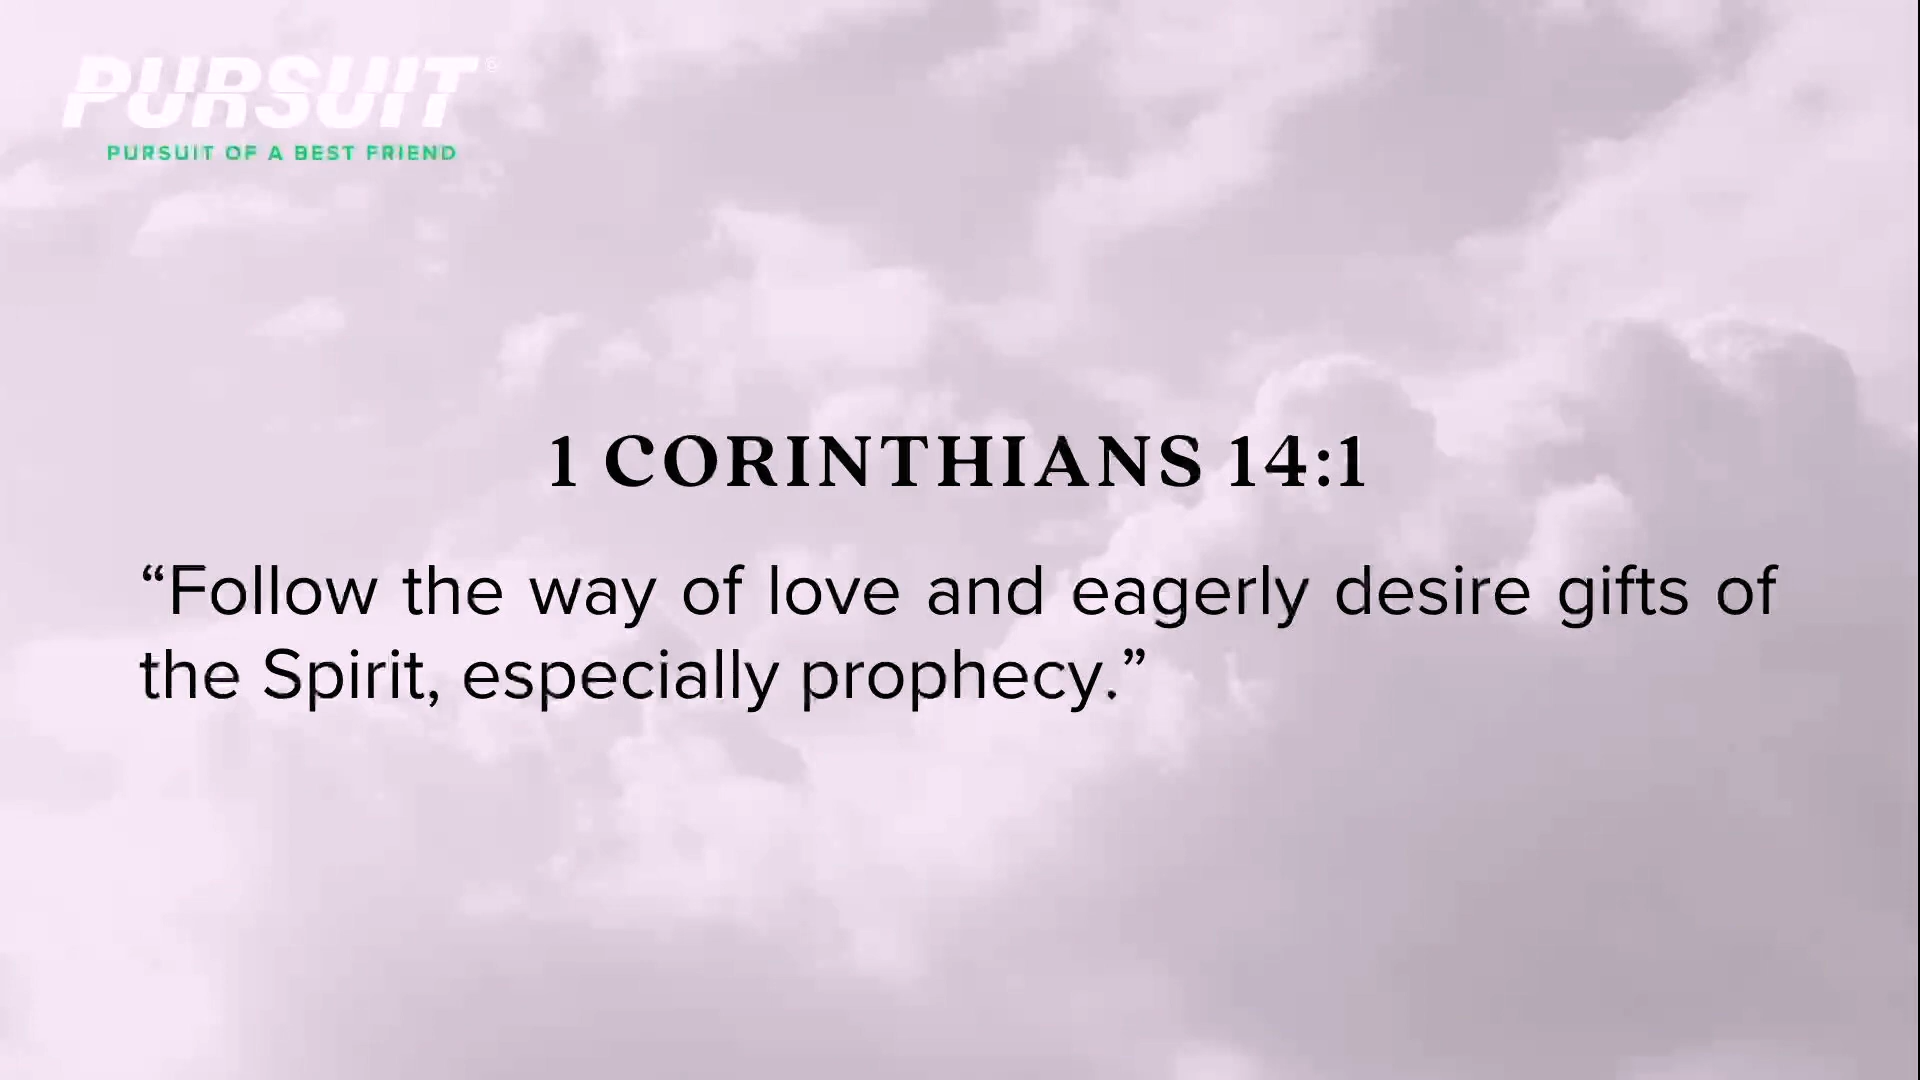 PURSUIT
PURSUIT OF A BEST FRIEND
1 CORINTHIANS 14:1
“Follow the way of love and eagerly desire gifts of
the Spirit, especially prophecy.”